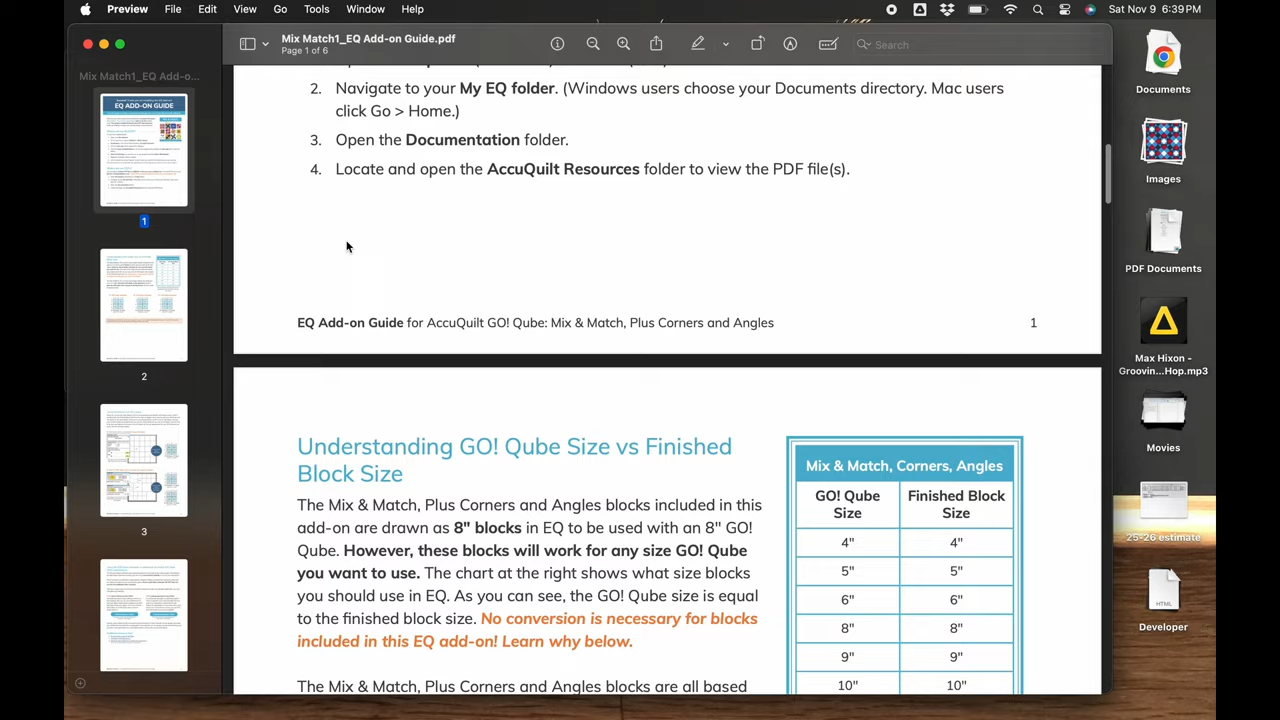 Preview File Edit View Go Tools Window Help
Sat Nov 9 6:39 PM
Mix Match1_EQ Add-on Guide.pdf
Page 1 of 6
Search
Mix Match1_EQ Add-o...
EQ ADD-ON GUIDE
1
2
3
2. Navigate to your My EQ folder. (Windows users choose your Documents directory. Mac users
click Go > Home.)
3. Open the Documentation folder.
4. Locate and open the AccuQuilt Resources folder to view the PDF file(s).
EQ Add-on Guide for AccuQuilt GO! Qube: Mix & Match, Plus Corners and Angles 1
Understanding GO! Qube Size vs Finished
Block Size
The Mix & Match, Plus Corners and Angles blocks included in this
add-on are drawn as 8" blocks in EQ to be used with an 8" GO!
Qube. However, these blocks will work for any size GO! Qube
you want to use. The chart at the right shows what size blocks
you should use in EQ. As you can see the GO! Qube size is equal
to the finished block size. No conversion is necessary for blocks
included in this EQ add-on! Learn why below.
The Mix & Match, Plus Corners and Angles blocks are all based
Mix & Match, Corners, Angles
GO! Qube Size Finished Block Size
4" 4"
5" 5"
6" 6"
8" 8"
9" 9"
10" 10"
Documents
Images
PDF Documents
Max Hixon -
Groovin...Hop.mp3
Movies
25-26 estimate
HTML
Developer